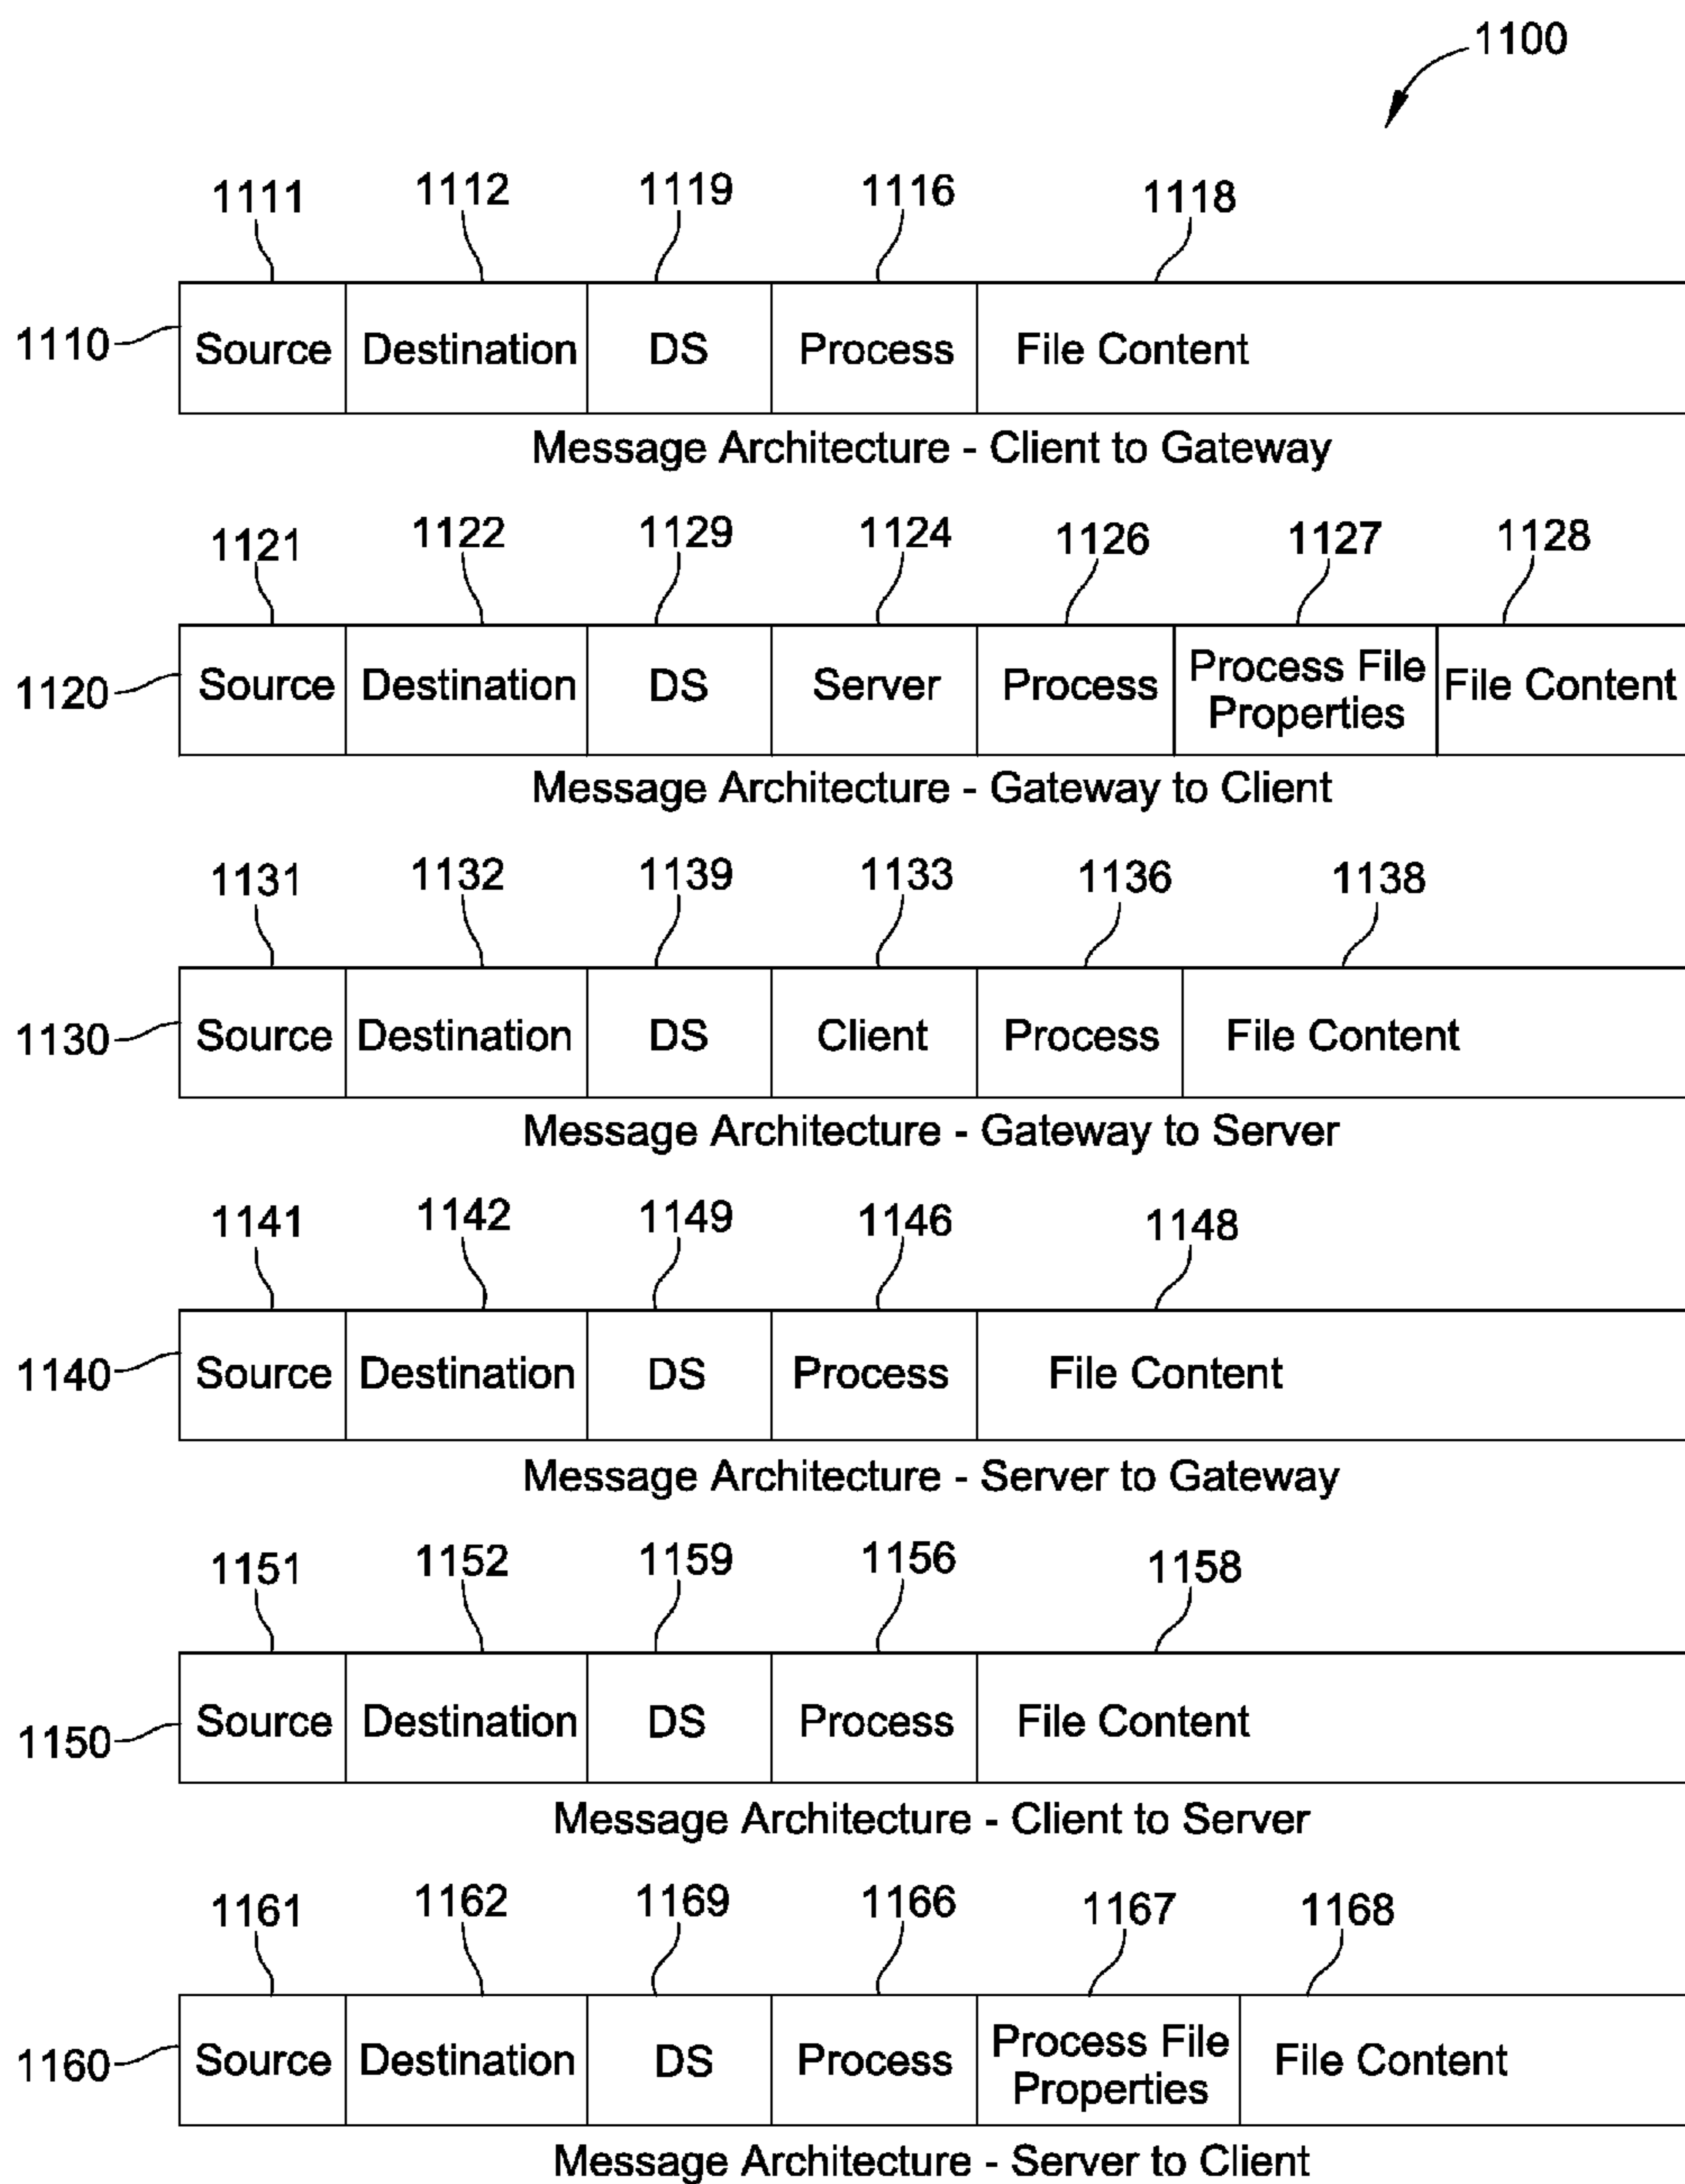 1100
1111 1112 1119 1116 1118
1110 Source Destination DS Process File Content
Message Architecture - Client to Gateway
1121 1122 1129 1124 1126 1127 1128
1120 Source Destination DS Server Process Process File Properties File Content
Message Architecture - Gateway to Client
1131 1132 1139 1133 1136 1138
1130 Source Destination DS Client Process File Content
Message Architecture - Gateway to Server
1141 1142 1149 1146 1148
1140 Source Destination DS Process File Content
Message Architecture - Server to Gateway
1151 1152 1159 1156 1158
1150 Source Destination DS Process File Content
Message Architecture - Client to Server
1161 1162 1169 1166 1167 1168
1160 Source Destination DS Process Process File Properties File Content
Message Architecture - Server to Client